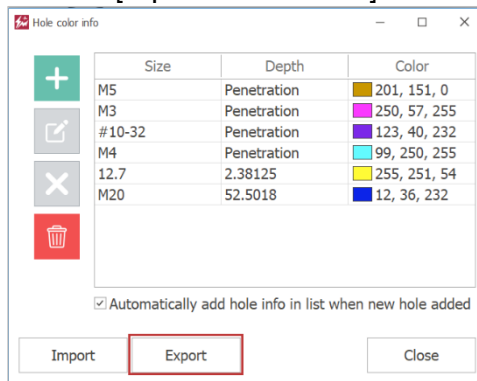 Hole color info
Size Depth Color
M5 Penetration 201, 151, 0
M3 Penetration 250, 57, 255
#10-32 Penetration 123, 40, 232
M4 Penetration 99, 250, 255
12.7 2.38125 255, 251, 54
M20 52.5018 12, 36, 232
Automatically add hole info in list when new hole added
Import Export Close